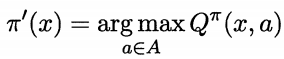 π′(x) = arg max Q^π(x, a)
a∈A